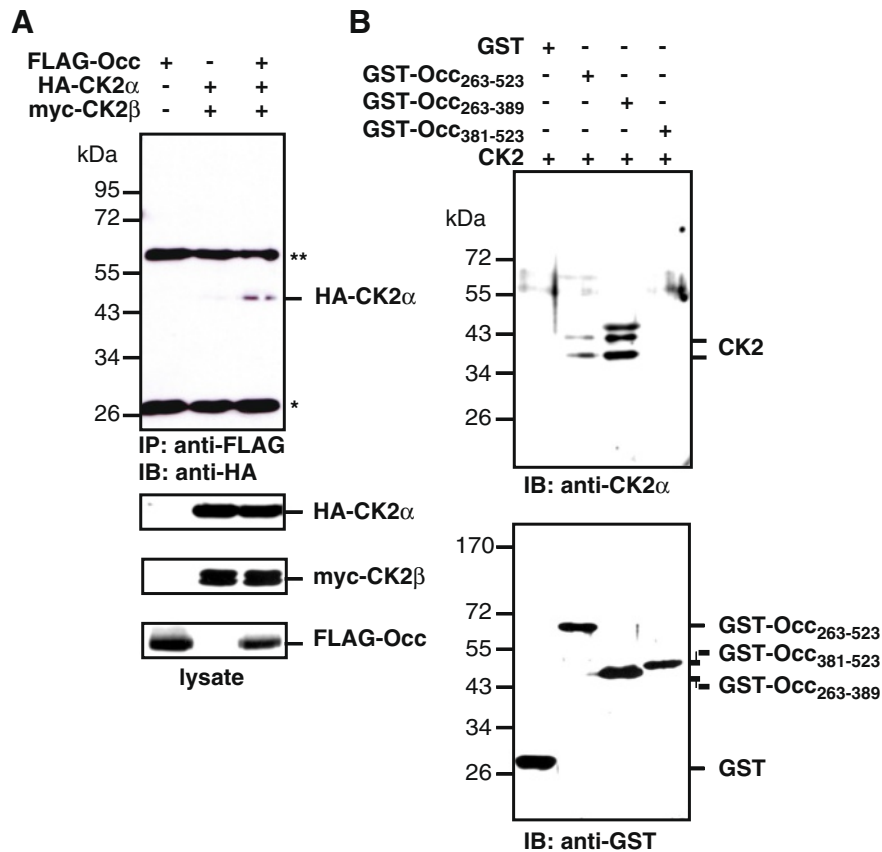 A
FLAG-Occ + - +
HA-CK2α - + +
myc-CK2β - + +
kDa
95
72
55
43
34
26
**
HA-CK2α
*
IP: anti-FLAG
IB: anti-HA
HA-CK2α
myc-CK2β
FLAG-Occ
lysate
B
GST + - - -
GST-Occ263-523 - + - -
GST-Occ263-389 - - + -
GST-Occ381-523 - - - +
CK2 + + + +
kDa
72
55
43
34
26
CK2
IB: anti-CK2α
170
72
55
43
34
26
GST-Occ263-523
GST-Occ381-523
GST-Occ263-389
GST
IB: anti-GST